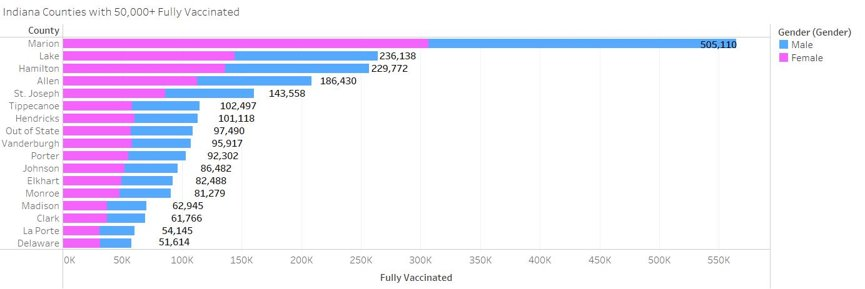 Indiana Counties with 50,000+ Fully Vaccinated
County
Gender (Gender)
Male
Female
Marion 505,110
Lake 236,138
Hamilton 229,772
Allen 186,430
St. Joseph 143,558
Tippecanoe 102,497
Hendricks 101,118
Out of State 97,490
Vanderburgh 95,917
Porter 92,302
Johnson 86,482
Elkhart 82,488
Monroe 81,279
Madison 62,945
Clark 61,766
La Porte 54,145
Delaware 51,614
0K 50K 100K 150K 200K 250K 300K 350K 400K 450K 500K 550K
Fully Vaccinated